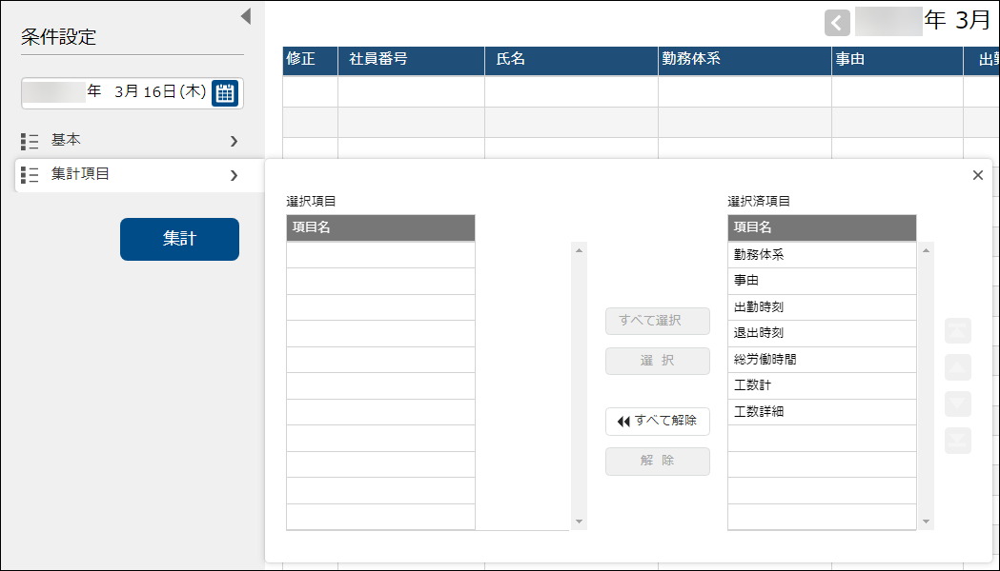 条件設定
年 3月 16日 (木)
基本
集計項目
集計
年 3月
修正 社員番号 氏名 勤務体系 事由
選択項目
項目名
すべて選択
選 択
すべて解除
解 除
選択済項目
項目名
勤務体系
事由
出勤時刻
退出時刻
総労働時間
工数計
工数詳細